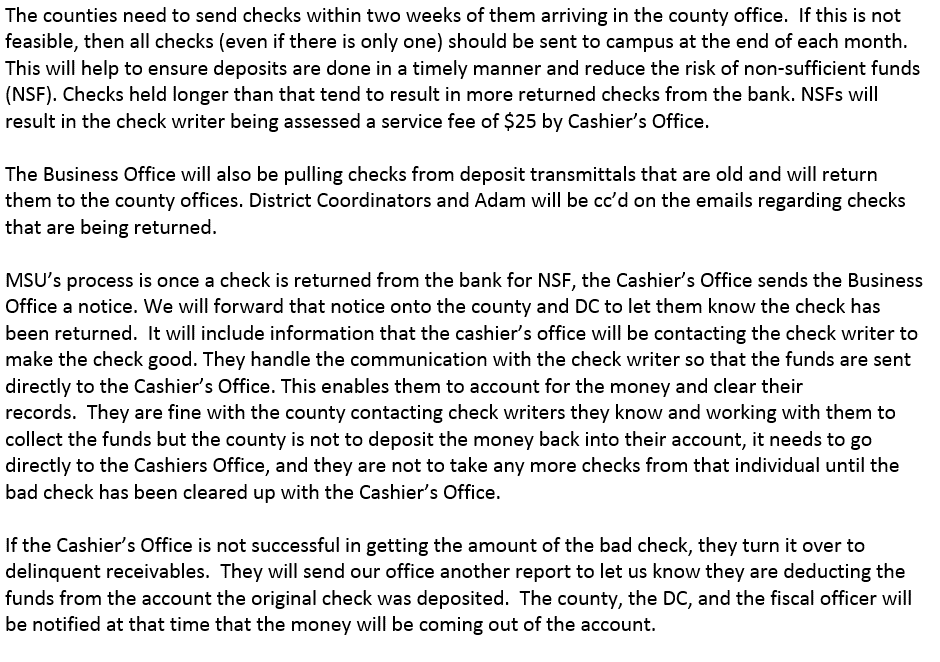 The counties need to send checks within two weeks of them arriving in the county office.  If this is not
feasible, then all checks (even if there is only one) should be sent to campus at the end of each month.
This will help to ensure deposits are done in a timely manner and reduce the risk of non-sufficient funds
(NSF). Checks held longer than that tend to result in more returned checks from the bank. NSFs will
result in the check writer being assessed a service fee of $25 by Cashier’s Office.

The Business Office will also be pulling checks from deposit transmittals that are old and will return
them to the county offices. District Coordinators and Adam will be cc’d on the emails regarding checks
that are being returned.

MSU’s process is once a check is returned from the bank for NSF, the Cashier’s Office sends the Business
Office a notice. We will forward that notice onto the county and DC to let them know the check has
been returned.  It will include information that the cashier’s office will be contacting the check writer to
make the check good. They handle the communication with the check writer so that the funds are sent
directly to the Cashier’s Office. This enables them to account for the money and clear their
records.  They are fine with the county contacting check writers they know and working with them to
collect the funds but the county is not to deposit the money back into their account, it needs to go
directly to the Cashiers Office, and they are not to take any more checks from that individual until the
bad check has been cleared up with the Cashier’s Office.

If the Cashier’s Office is not successful in getting the amount of the bad check, they turn it over to
delinquent receivables.  They will send our office another report to let us know they are deducting the
funds from the account the original check was deposited.  The county, the DC, and the fiscal officer will
be notified at that time that the money will be coming out of the account.